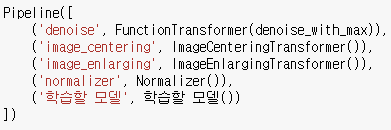 Pipeline([
    ('denoise', FunctionTransformer(denoise_with_max)),
    ('image_centering', ImageCenteringTransformer()),
    ('image_enlarging', ImageEnlargingTransformer()),
    ('normalizer', Normalizer()),
    ('학습할 모델', 학습할 모델())
])